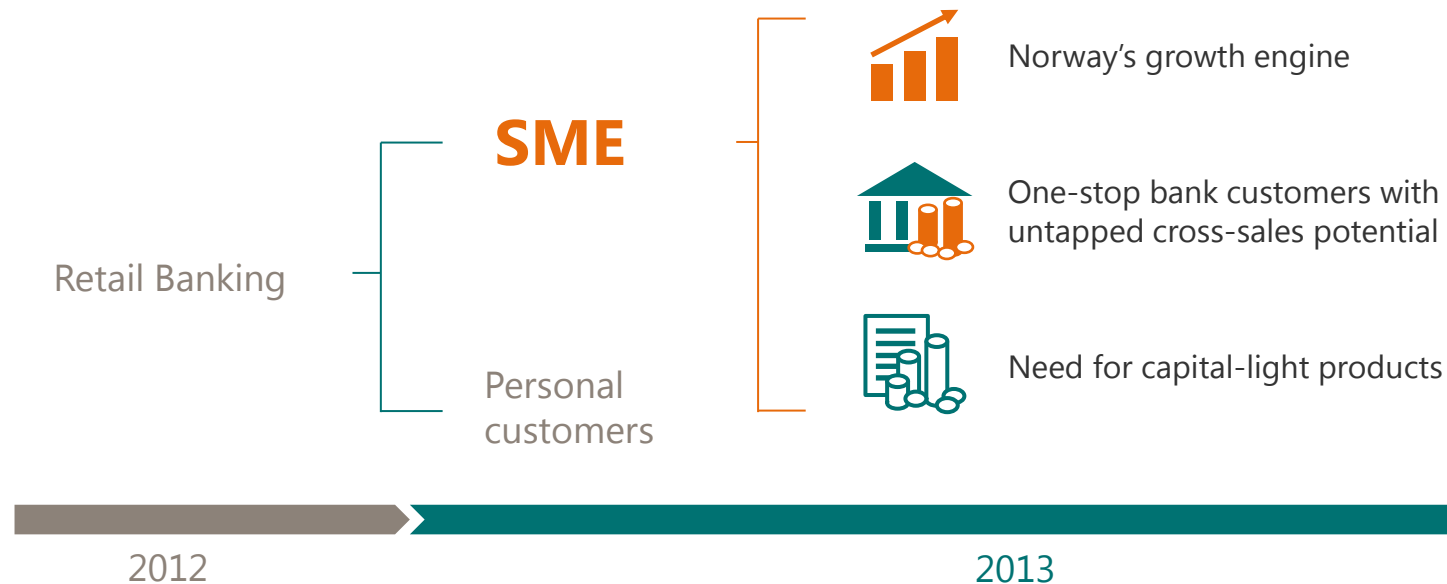 Norway’s growth engine
SME
One-stop bank customers with
untapped cross-sales potential
Retail Banking
Need for capital-light products
Personal
customers
2012
2013